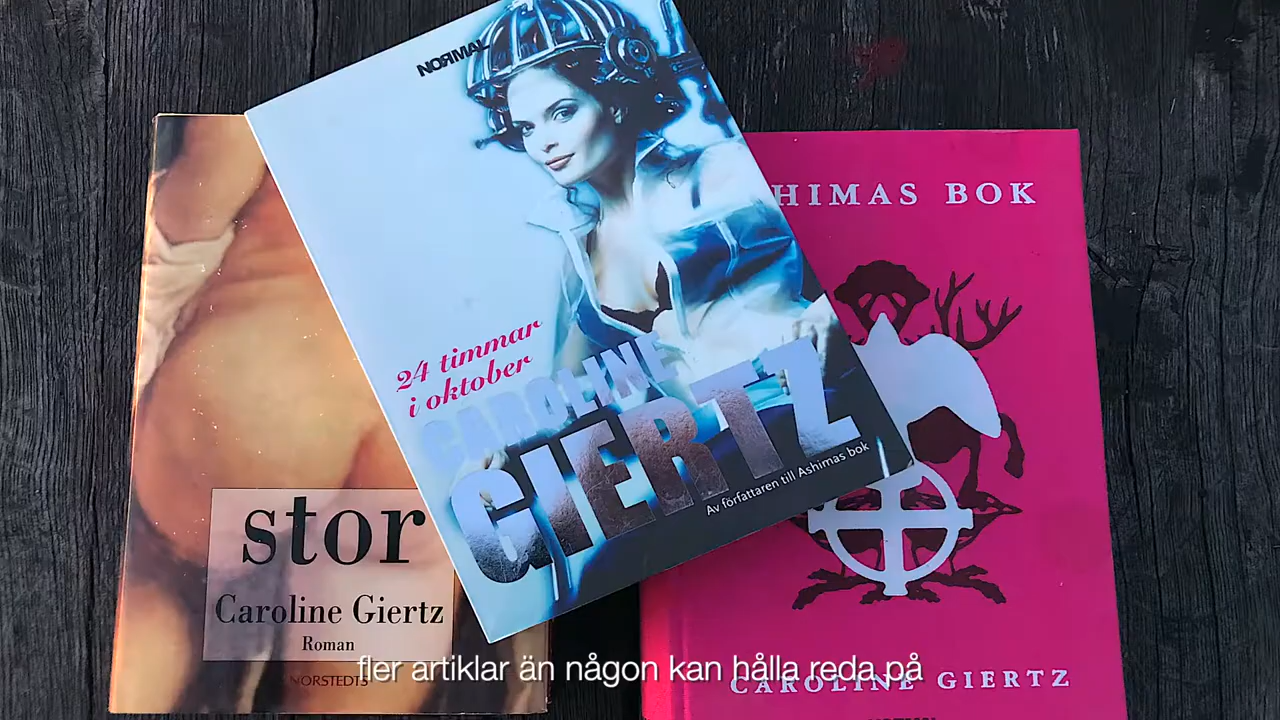 NORMAL
24 timmar
i oktober
CAROLINE
GIERTZ
Av författaren till Ashimas bok
HIMAS BOK
CAROLINE GIERTZ
stor
Caroline Giertz
Roman
NORSTEDTS
fler artiklar än någon kan hålla reda på